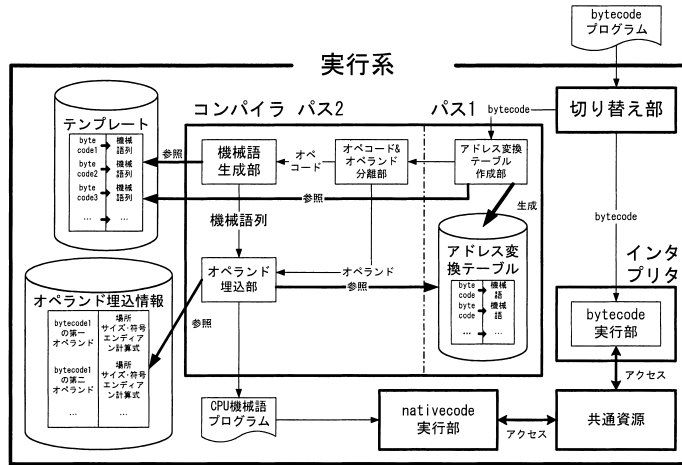 bytecode
プログラム
実行系
切り替え部
bytecode
コンパイラ パス2
パス1
テンプレート
byte
code1
機械
語列
byte
code2
機械
語列
byte
code3
機械
語列
…
…
参照
機械語
生成部
オペ
コード
オペコード&
オペランド
分離部
アドレス変換
テーブル
作成部
参照
生成
機械語列
bytecode
アドレス変
換テーブル
byte
code
機械
語
byte
code
機械
語
…
…
インタ
プリタ
オペランド埋込情報
オペランド
埋込部
オペランド
参照
参照
bytecode1
の第一
オペランド
場所
サイズ・符号
エンディアン
計算式
bytecode1
の第二
オペランド
場所
サイズ・符号
エンディアン
計算式
…
…
bytecode
実行部
アクセス
CPU機械語
プログラム
nativecode
実行部
アクセス
共通資源